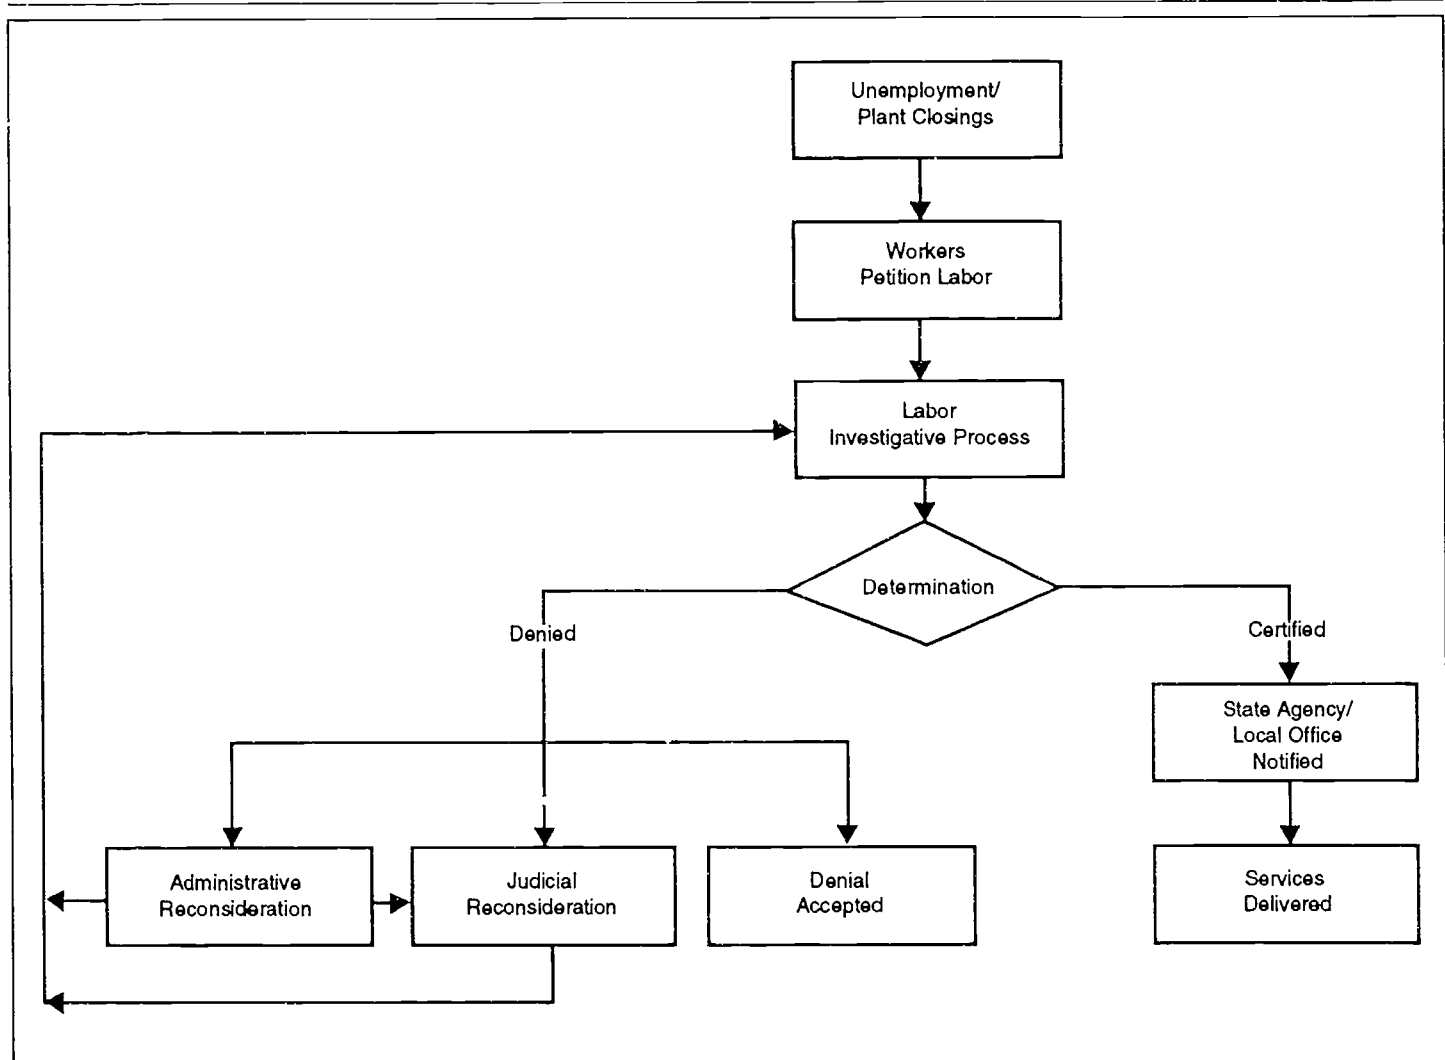 Unemployment/
Plant Closings
Workers
Petition Labor
Labor
Investigative Process
Determination
Denied
Certified
State Agency/
Local Office
Notified
Administrative
Reconsideration
Judicial
Reconsideration
Denial
Accepted
Services
Delivered